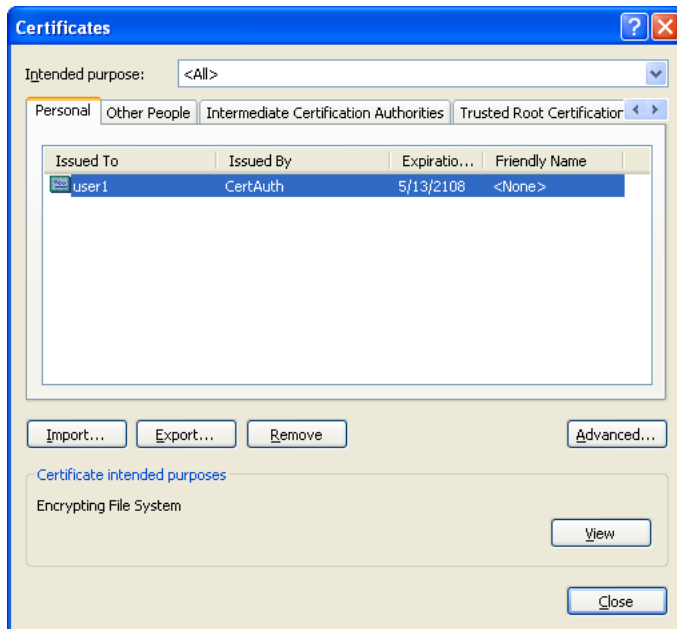 Certificates
Intended purpose: <All>
Personal Other People Intermediate Certification Authorities Trusted Root Certification
Issued To Issued By Expiratio... Friendly Name
user1 CertAuth 5/13/2108 <None>
Import... Export... Remove Advanced...
Certificate intended purposes
Encrypting File System
View
Close